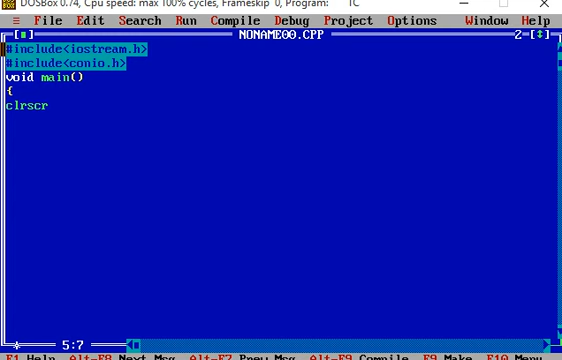 DOSBox 0.74, Cpu speed: max 100% cycles, Frameskip 0, Program: TC
≡ File Edit Search Run Compile Debug Project Options Window Help
[■] NONAME00.CPP 2=[↕]
#include<iostream.h>
#include<conio.h>
void main()
{
clrscr
* 5:7
F1 Help Alt-F8 Next Msg Alt-F7 Prev Msg Alt-F9 Compile F9 Make F10 Menu